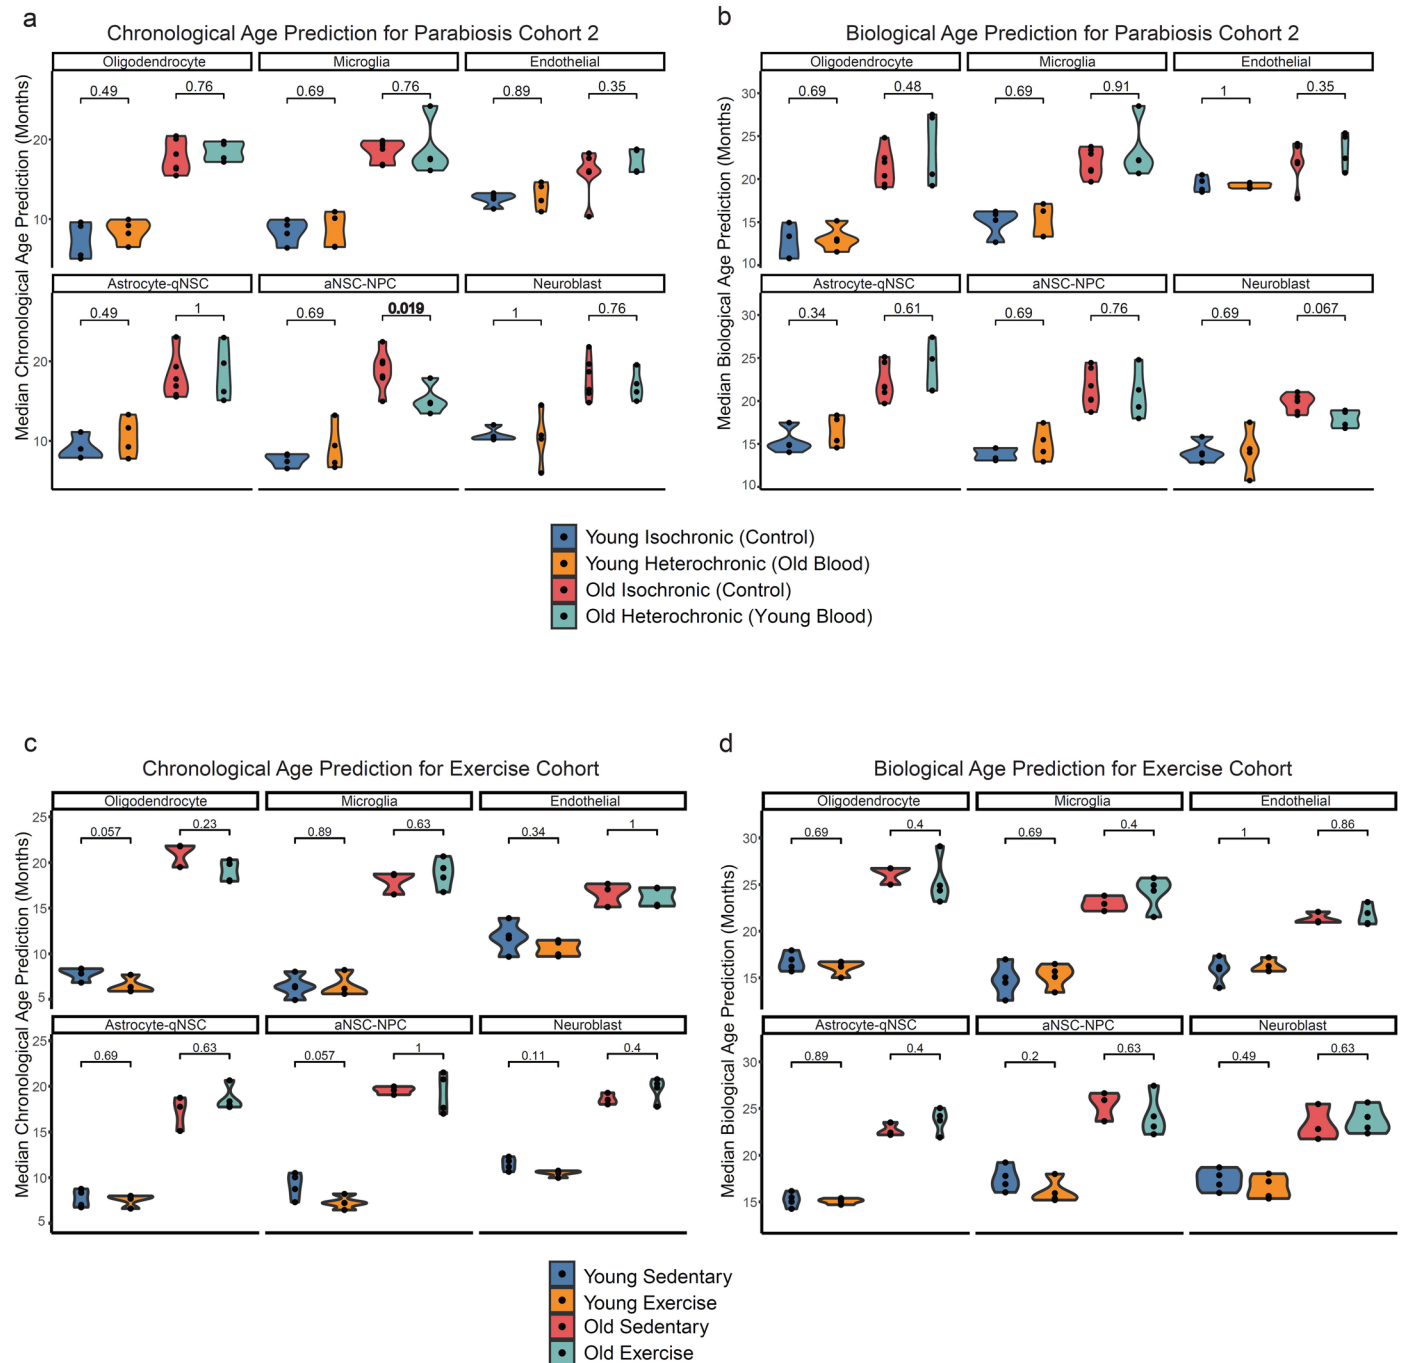 a
Chronological Age Prediction for Parabiosis Cohort 2
Median Chronological Age Prediction (Months)
Oligodendrocyte Microglia Endothelial
0.49 0.76 0.69 0.76 0.89 0.35
20
10
Astrocyte-qNSC aNSC-NPC Neuroblast
0.49 1 0.69 0.019 1 0.76
20
10
b
Biological Age Prediction for Parabiosis Cohort 2
Median Biological Age Prediction (Months)
Oligodendrocyte Microglia Endothelial
0.69 0.48 0.69 0.91 1 0.35
30
25
20
15
10
Astrocyte-qNSC aNSC-NPC Neuroblast
0.34 0.61 0.69 0.76 0.69 0.067
30
25
20
15
10
Young Isochronic (Control)
Young Heterochronic (Old Blood)
Old Isochronic (Control)
Old Heterochronic (Young Blood)
c
Chronological Age Prediction for Exercise Cohort
Median Chronological Age Prediction (Months)
Oligodendrocyte Microglia Endothelial
0.057 0.23 0.89 0.63 0.34 1
25
20
15
10
5
Astrocyte-qNSC aNSC-NPC Neuroblast
0.69 0.63 0.057 1 0.11 0.4
25
20
15
10
5
d
Biological Age Prediction for Exercise Cohort
Median Biological Age Prediction (Months)
Oligodendrocyte Microglia Endothelial
0.69 0.4 0.69 0.4 1 0.86
30
25
20
15
Astrocyte-qNSC aNSC-NPC Neuroblast
0.89 0.4 0.2 0.63 0.49 0.63
30
25
20
15
Young Sedentary
Young Exercise
Old Sedentary
Old Exercise